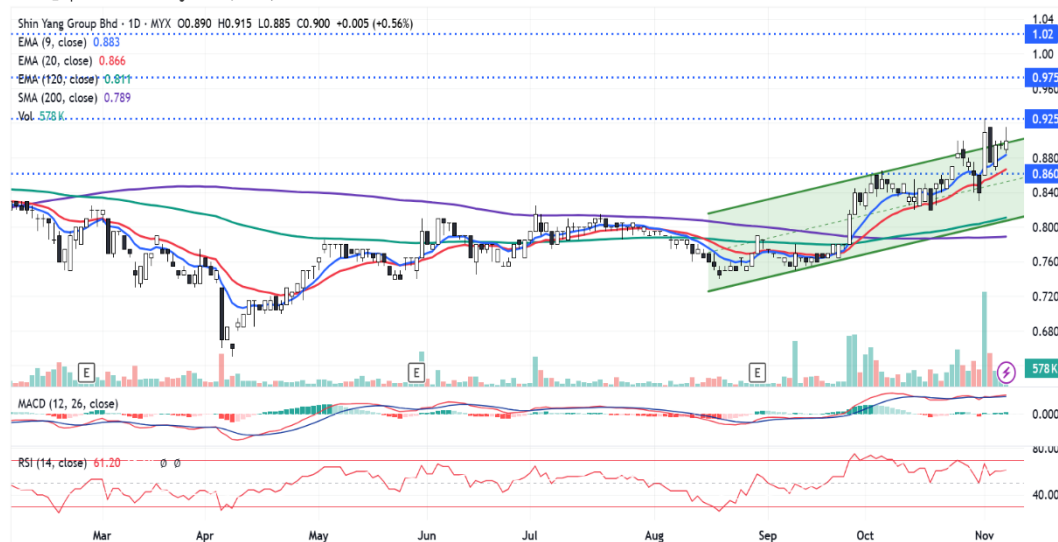 Shin Yang Group Bhd · 1D · MYX O0.890 H0.915 L0.885 C0.900 +0.005 (+0.56%)
EMA (9, close) 0.883
EMA (20, close) 0.866
EMA (120, close) 0.811
SMA (200, close) 0.789
Vol 578K
1.04
1.02
1.00
0.975
0.960
0.925
0.880
0.860
0.840
0.800
0.760
0.720
0.680
578K
E
E
E
MACD (12, 26, close)
0.000
RSI (14, close) 61.20 Ø Ø
80.00
40.00
Mar Apr May Jun Jul Aug Sep Oct Nov